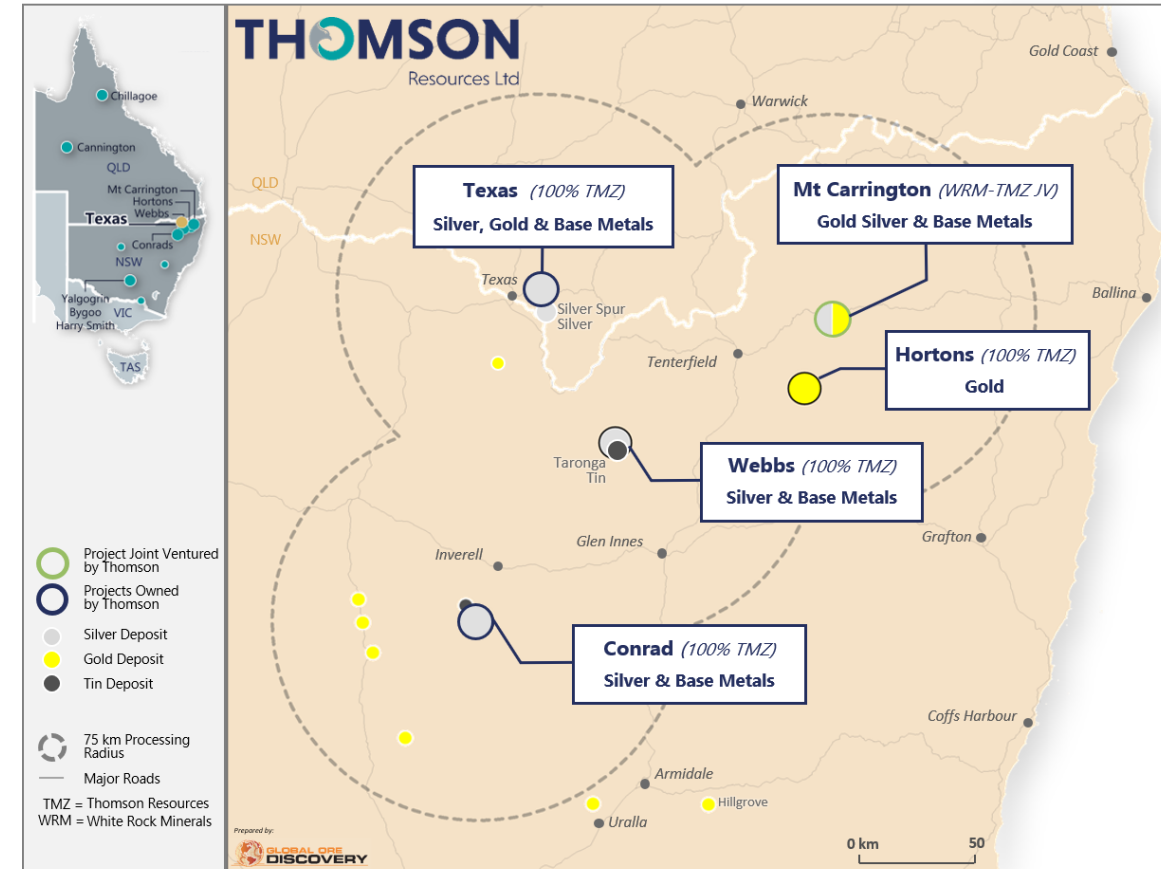 Chillagoe
Cannington
QLD
Mt Carrington
Hortons
Webbs
Texas
Conrads
NSW
Yalgogrin
Bygoo
Harry Smith
VIC
TAS
Project Joint Ventured
by Thomson
Projects Owned
by Thomson
Silver Deposit
Gold Deposit
Tin Deposit
75 km Processing
Radius
Major Roads
TMZ = Thomson Resources
WRM = White Rock Minerals
THOMSON
Resources Ltd
Gold Coast
Warwick
QLD
NSW
Texas (100% TMZ)
Silver, Gold & Base Metals
Mt Carrington (WRM-TMZ JV)
Gold Silver & Base Metals
Texas
Silver Spur
Silver
Ballina
Tenterfield
Hortons (100% TMZ)
Gold
Taronga
Tin
Webbs (100% TMZ)
Silver & Base Metals
Inverell
Glen Innes
Grafton
Conrad (100% TMZ)
Silver & Base Metals
Coffs Harbour
Armidale
Hillgrove
Uralla
Prepared by:
GLOBAL ORE
DISCOVERY
0 km 50